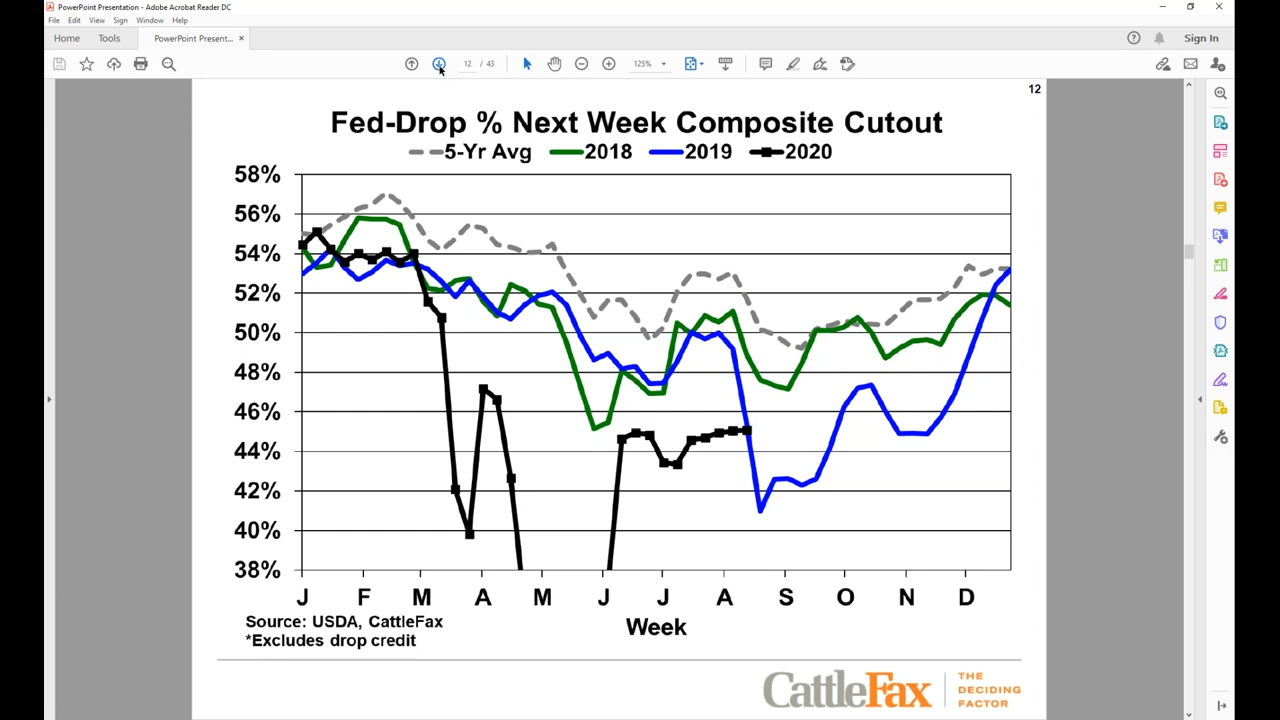 PowerPoint Presentation - Adobe Acrobat Reader DC
File Edit View Sign Window Help
Home Tools PowerPoint Present... × Sign In
12 / 43 125%
12
Fed-Drop % Next Week Composite Cutout
5-Yr Avg 2018 2019 2020
58%
56%
54%
52%
50%
48%
46%
44%
42%
40%
38%
J F M A M J J A S O N D
Week
Source: USDA, CattleFax
*Excludes drop credit
CattleFax
THE
DECIDING
FACTOR